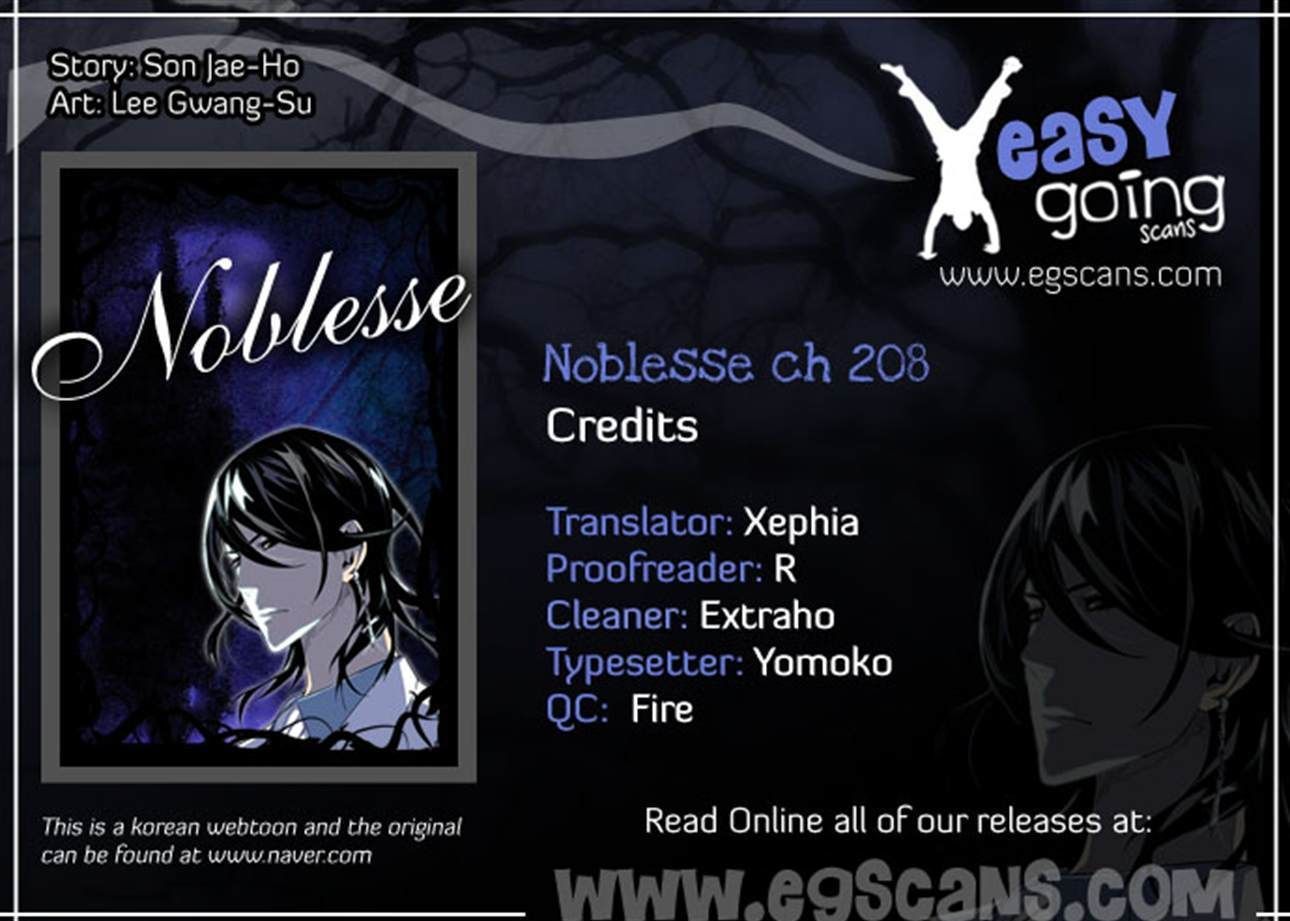 Story: Son Jae-Ho
Art: Lee Gwang-Su
easy
going
scans
www.egscans.com
Noblesse
Noblesse ch 208
Credits
Translator: Xephia
Proofreader: R
Cleaner: Extraho
Typesetter: Yomoko
QC: Fire
This is a korean webtoon and the original
can be found at www.naver.com
Read Online all of our releases at:
www.egscans.com